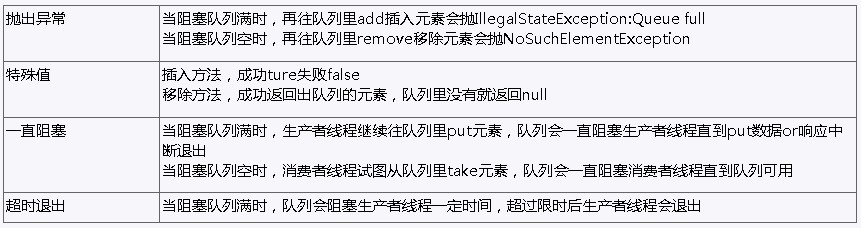 抛出异常
当阻塞队列满时，再往队列里add插入元素会抛IllegalStateException:Queue full
当阻塞队列空时，再往队列里remove移除元素会抛NoSuchElementException
特殊值
插入方法，成功ture失败false
移除方法，成功返回出队列的元素，队列里没有就返回null
一直阻塞
当阻塞队列满时，生产者线程继续往队列里put元素，队列会一直阻塞生产者线程直到put数据or响应中
断退出
当阻塞队列空时，消费者线程试图从队列里take元素，队列会一直阻塞消费者线程直到队列可用
超时退出
当阻塞队列满时，队列会阻塞生产者线程一定时间，超过限时后生产者线程会退出